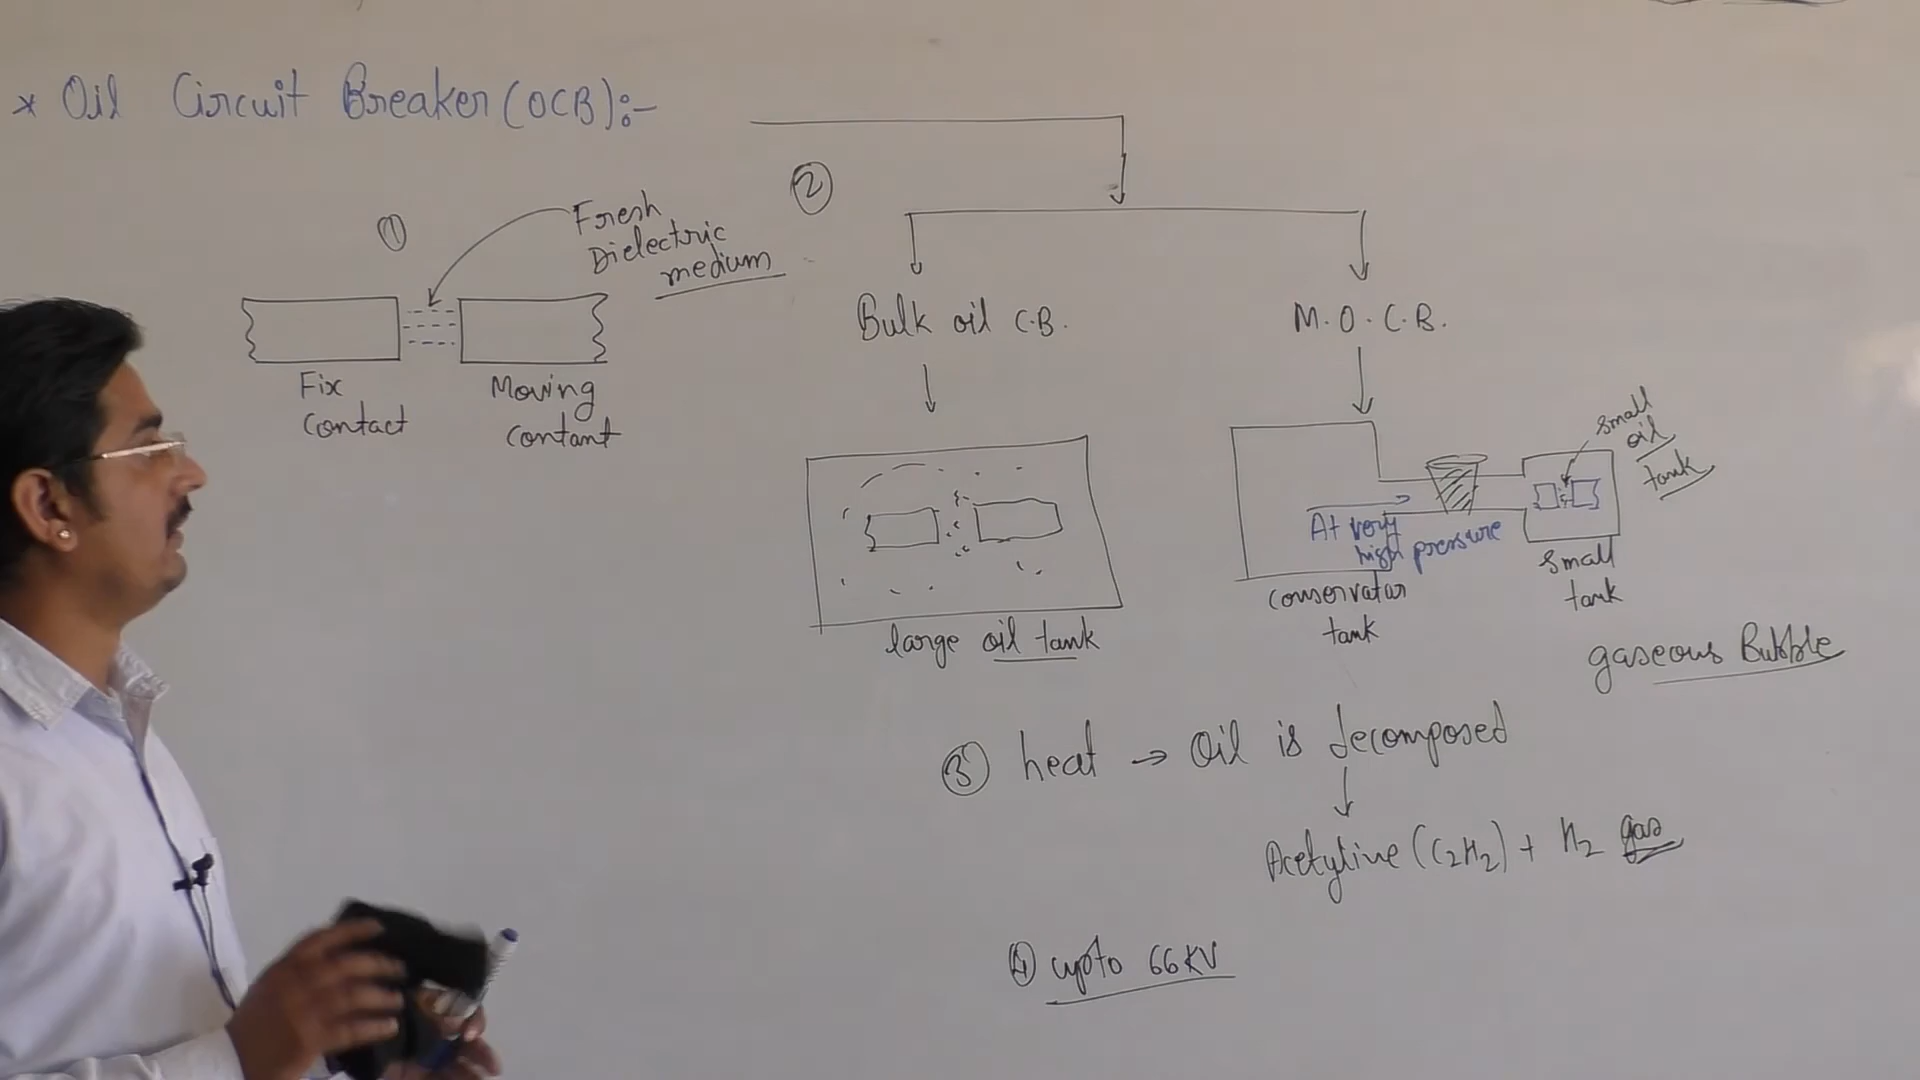 * Oil Circuit Breaker (OCB):-
①
Fresh
Dielectric
medium
Fix
Contact
Moving
contant
②
Bulk oil C.B.
M.O.C.B.
large oil tank
At very
high pressure
small
oil
tank
conservator
tank
small
tank
gaseous Bubble
③ heat → Oil is decomposed
Acetyline (C2H2) + H2 gas
④ upto 66KV